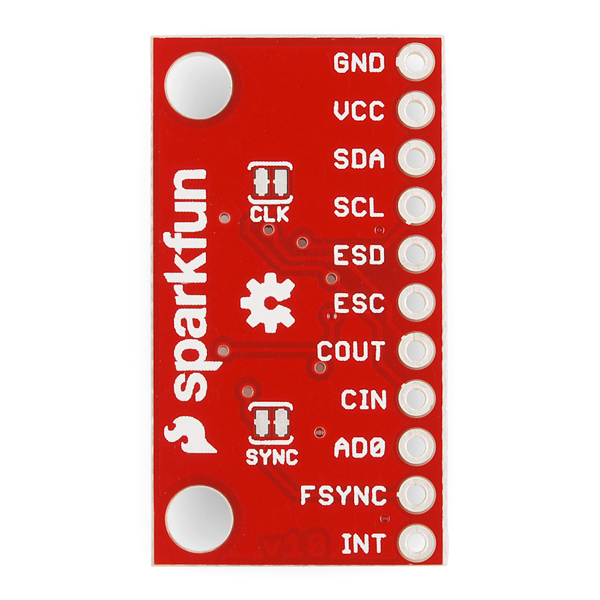 GND
VCC
SDA
SCL
ESD
ESC
COUT
CIN
AD0
FSYNC
INT
CLK
SYNC
sparkfun